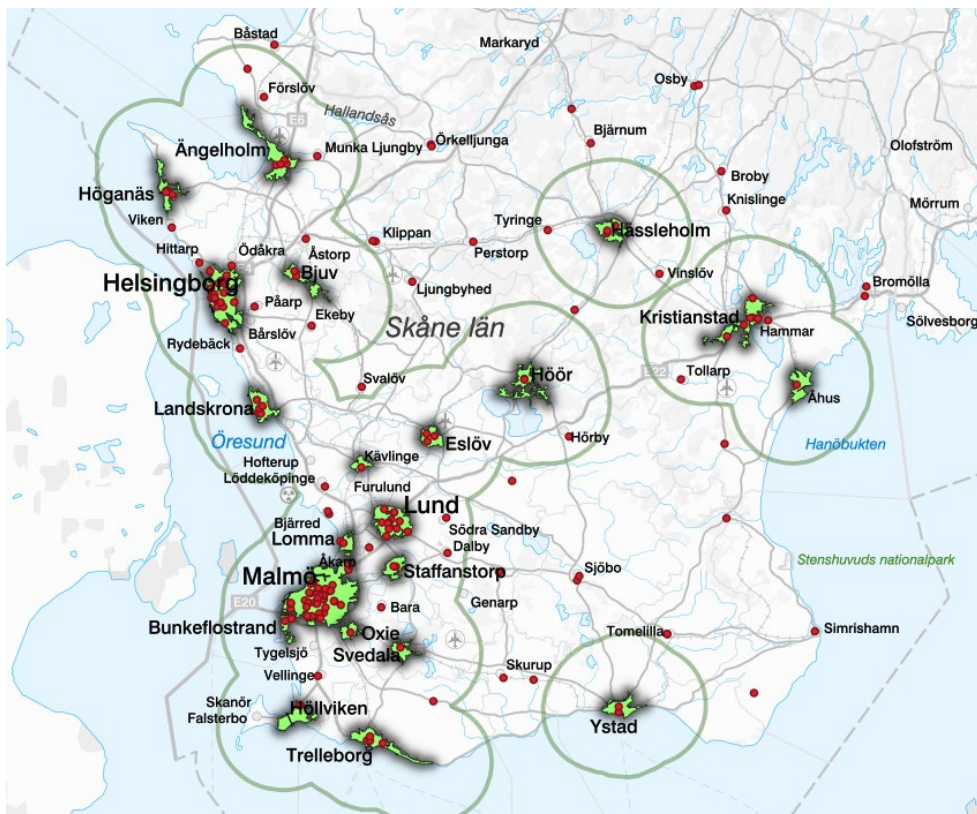 Båstad
Markaryd
Osby
Förslöv
E6
Hallandsås
Bjärnum
Örkelljunga
Olofström
Ängelholm
Munka Ljungby
Broby
Höganäs
Knislinge
Mörrum
Viken
Tyringe
Hässleholm
Hittarp
Ödåkra
Åstorp
Klippan
Perstorp
Bjuv
Vinslöv
Helsingborg
Ljungbyhed
Bromölla
Påarp
Ekeby
Skåne län
Kristianstad
Hammar
Sölvesborg
Bårslöv
Rydebäck
Svalöv
Höör
E22
Tollarp
Åhus
Landskrona
Öresund
Eslöv
Hörby
Hanöbukten
Kävlinge
Hofterup
Löddeköpinge
Furulund
Lund
Bjärred
Södra Sandby
Lomma
Dalby
Åkarp
Staffanstorp
Sjöbo
Stenshuvuds nationalpark
Malmö
E20
Bara
Genarp
Bunkeflostrand
Oxie
Tomelilla
Simrishamn
Tygelsjö
Svedala
Vellinge
Skurup
Skanör
Falsterbo
Höllviken
Ystad
Trelleborg